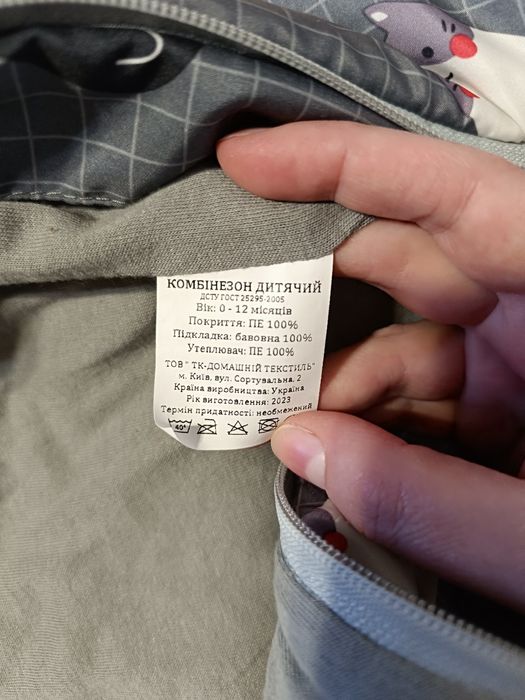 КОМБІНЕЗОН ДИТЯЧИЙ
ДСТУ ГОСТ 25295-2005
Вік: 0 - 12 місяців
Покриття: ПЕ 100%
Підкладка: бавовна 100%
Утеплювач: ПЕ 100%
ТОВ " ТК-ДОМАШНІЙ ТЕКСТИЛЬ"
м. Київ, вул. Сортувальна, 2
Країна виробництва: Україна
Рік виготовлення: 2023
Термін придатності: необмежений
40°